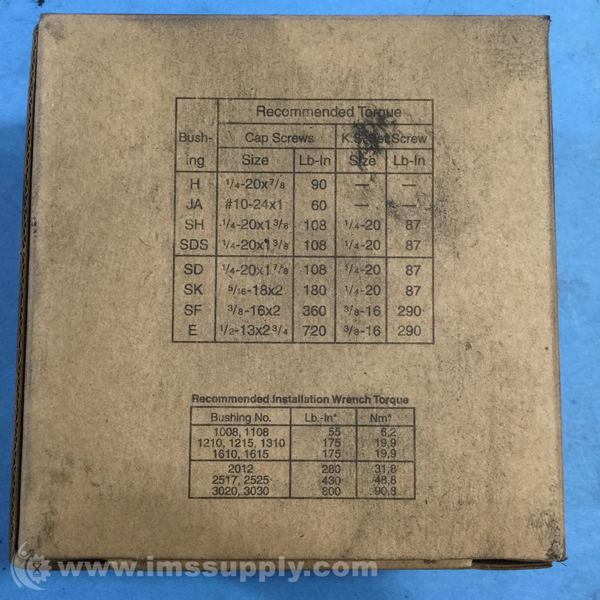 Recommended Torque
Bush-ing Cap Screws K.S. Set Screw
Size Lb-In Size Lb-In
H 1/4-20x7/8 90 — —
JA #10-24x1 60 — —
SH 1/4-20x1 3/8 108 1/4-20 87
SDS 1/4-20x1 3/8 108 1/4-20 87
SD 1/4-20x1 7/8 108 1/4-20 87
SK 5/16-18x2 180 1/4-20 87
SF 3/8-16x2 360 3/8-16 290
E 1/2-13x2 3/4 720 3/8-16 290
Recommended Installation Wrench Torque
Bushing No. Lb.-In* Nm*
1008, 1108 55 6,2
1210, 1215, 1310 175 19,9
1610, 1615 175 19,9
2012 280 31,8
2517, 2525 430 48,8
3020, 3030 800 90,8
www.imssupply.com